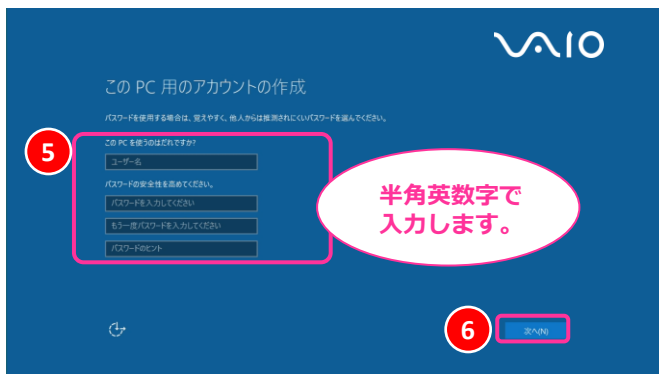 VAIO
この PC 用のアカウントの作成
パスワードを使用する場合は、覚えやすく、他人からは推測されにくいパスワードを選んでください。
5
この PC を使うのはだれですか?
ユーザー名
パスワードの安全性を高めてください。
パスワードを入力してください
もう一度パスワードを入力してください
パスワードのヒント
半角英数字で
入力します。
6
次へ(N)